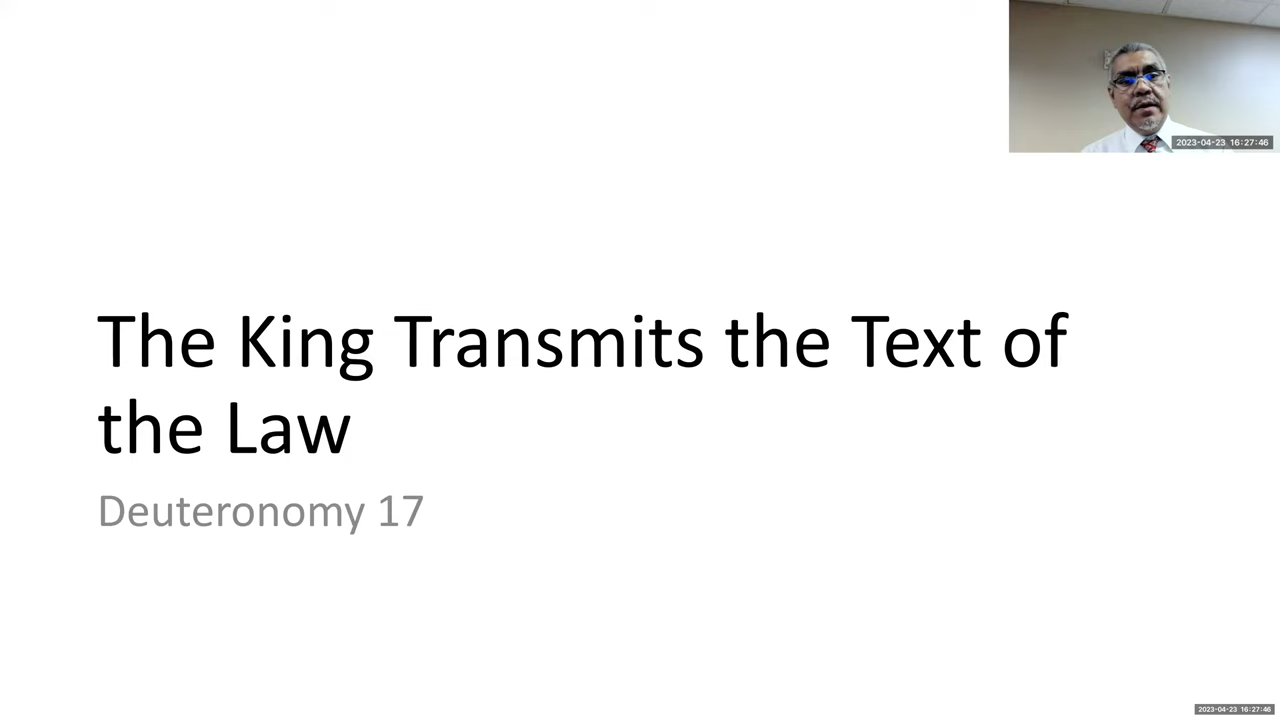 2023-04-23 16:27:46
The King Transmits the Text of
the Law
Deuteronomy 17
2023-04-23 16:27:46